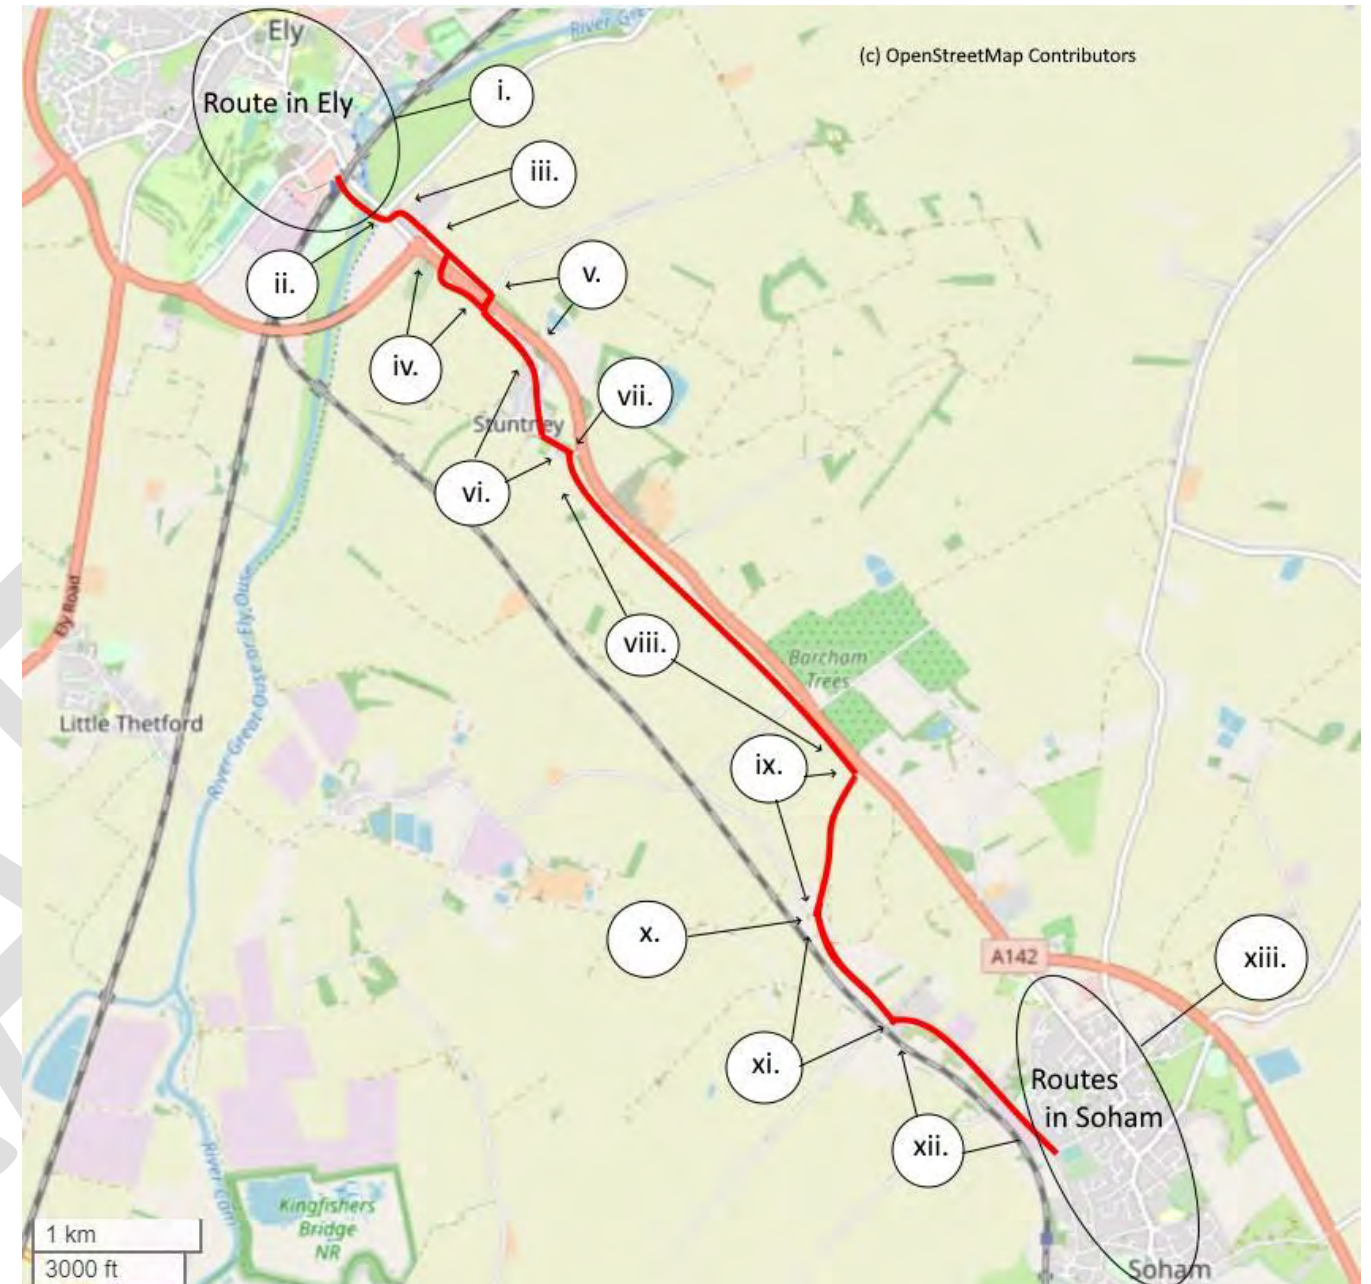 Ely
River Gre
(c) OpenStreetMap Contributors
Route in Ely
i.
iii.
ii.
v.
iv.
vii.
Stuntney
vi.
Ely Road
River Great Ouse or Ely Ouse
viii.
Barcham
Trees
Little Thetford
ix.
x.
A142
xiii.
xi.
Routes
in Soham
xii.
River Cam
Kingfishers
Bridge
NR
1 km
3000 ft
Soham